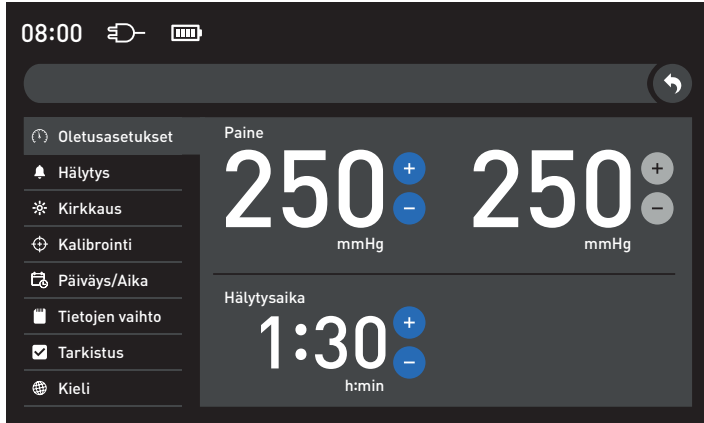 08:00
Oletusasetukset
Hälytys
Kirkkaus
Kalibrointi
Päiväys/Aika
Tietojen vaihto
Tarkistus
Kieli
Paine
250 + −
mmHg
250 + −
mmHg
Hälytysaika
1:30 + −
h:min